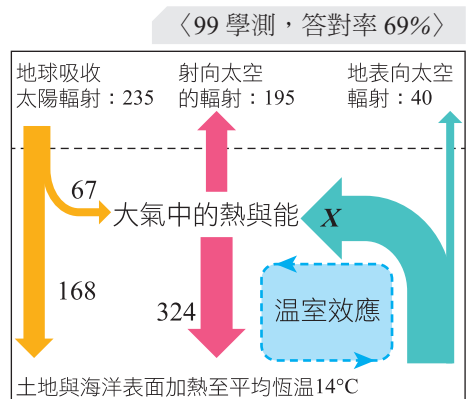 〈99 學測，答對率 69%〉
地球吸收
太陽輻射：235
射向太空
的輻射：195
地表向太空
輻射：40
67
大氣中的熱與能
X
168
324
温室效應
土地與海洋表面加熱至平均恆温14°C